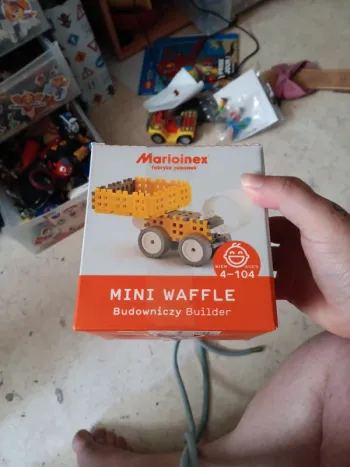 Marioinex
fabryka zabawek
4-104
MINI WAFFLE
Budowniczy Builder